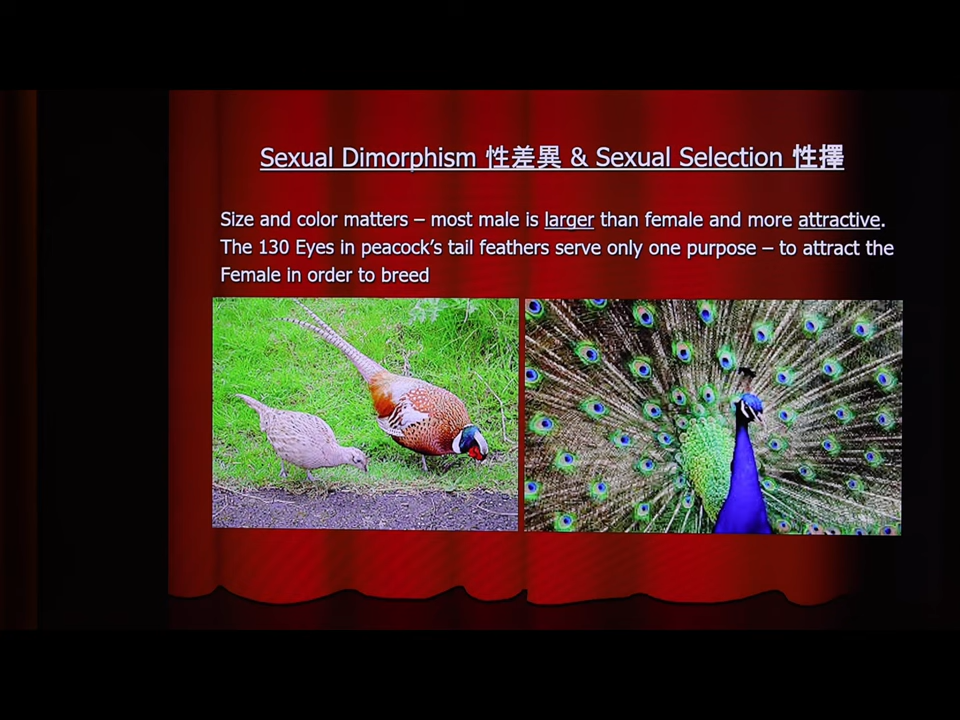 Sexual Dimorphism 性差異 & Sexual Selection 性擇
Size and color matters – most male is larger than female and more attractive.
The 130 Eyes in peacock’s tail feathers serve only one purpose – to attract the
Female in order to breed